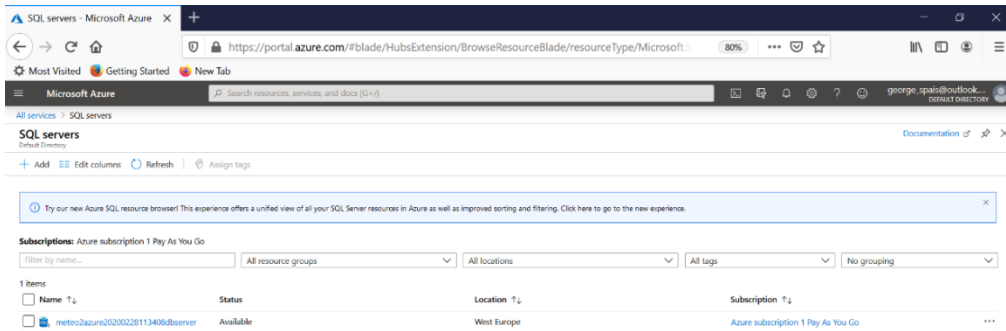 SQL servers - Microsoft Azure
https://portal.azure.com/#blade/HubsExtension/BrowseResourceBlade/resourceType/Microsoft.S 80%
Most Visited Getting Started New Tab
Microsoft Azure Search resources, services, and docs (G+/) george_spais@outlook....
DEFAULT DIRECTORY
All services > SQL servers
SQL servers Documentation
Default Directory
Add Edit columns Refresh Assign tags
Try our new Azure SQL resource browser! This experience offers a unified view of all your SQL Server resources in Azure as well as improved sorting and filtering. Click here to go to the new experience.
Subscriptions: Azure subscription 1 Pay As You Go
Filter by name... All resource groups All locations All tags No grouping
1 items
Name ↑↓ Status Location ↑↓ Subscription ↑↓
meteo2azure20200228113408dbserver Available West Europe Azure subscription 1 Pay As You Go